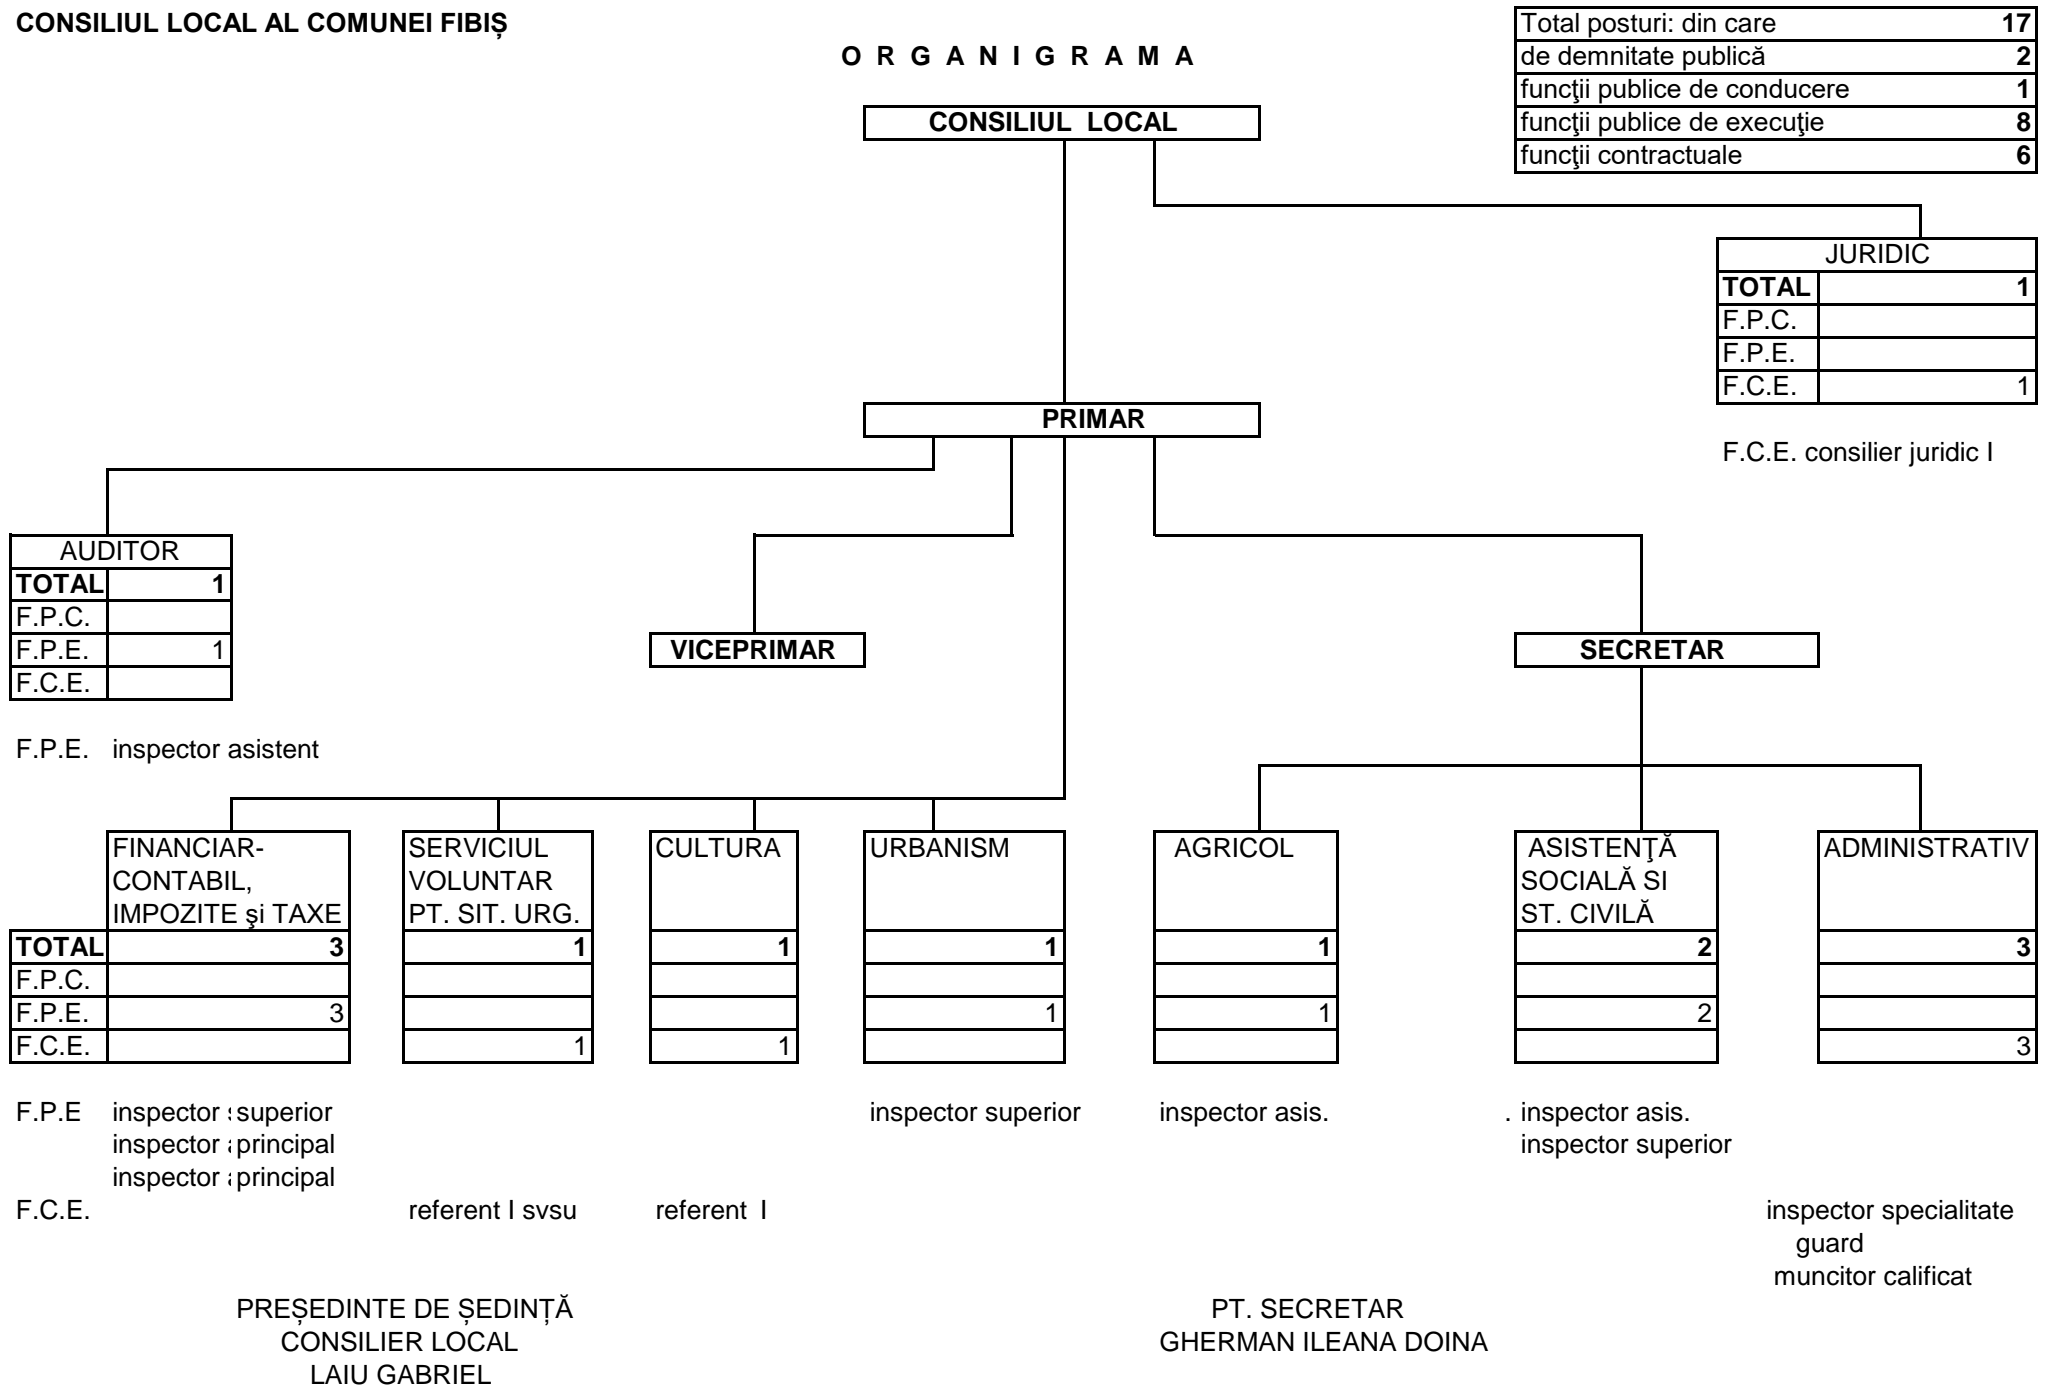 CONSILIUL LOCAL AL COMUNEI FIBIȘ
O R G A N I G R A M A
Total posturi: din care 17
de demnitate publică 2
funcţii publice de conducere 1
funcţii publice de execuţie 8
funcţii contractuale 6
CONSILIUL LOCAL
JURIDIC
TOTAL 1
F.P.C.
F.P.E.
F.C.E. 1
F.C.E. consilier juridic I
PRIMAR
AUDITOR
TOTAL 1
F.P.C.
F.P.E. 1
F.C.E.
F.P.E. inspector asistent
VICEPRIMAR
SECRETAR
FINANCIAR-
CONTABIL,
IMPOZITE şi TAXE
SERVICIUL
VOLUNTAR
PT. SIT. URG.
CULTURA
URBANISM
AGRICOL
ASISTENŢĂ
SOCIALĂ SI
ST. CIVILĂ
ADMINISTRATIV
TOTAL 3 1 1 1 1 2 3
F.P.C.
F.P.E. 3 1 1 2
F.C.E. 1 1 3
F.P.E inspector superior inspector superior inspector asis. . inspector asis.
inspector principal inspector superior
inspector principal
F.C.E. referent I svsu referent I inspector specialitate
guard
muncitor calificat
PREȘEDINTE DE ȘEDINȚĂ
CONSILIER LOCAL
LAIU GABRIEL
PT. SECRETAR
GHERMAN ILEANA DOINA